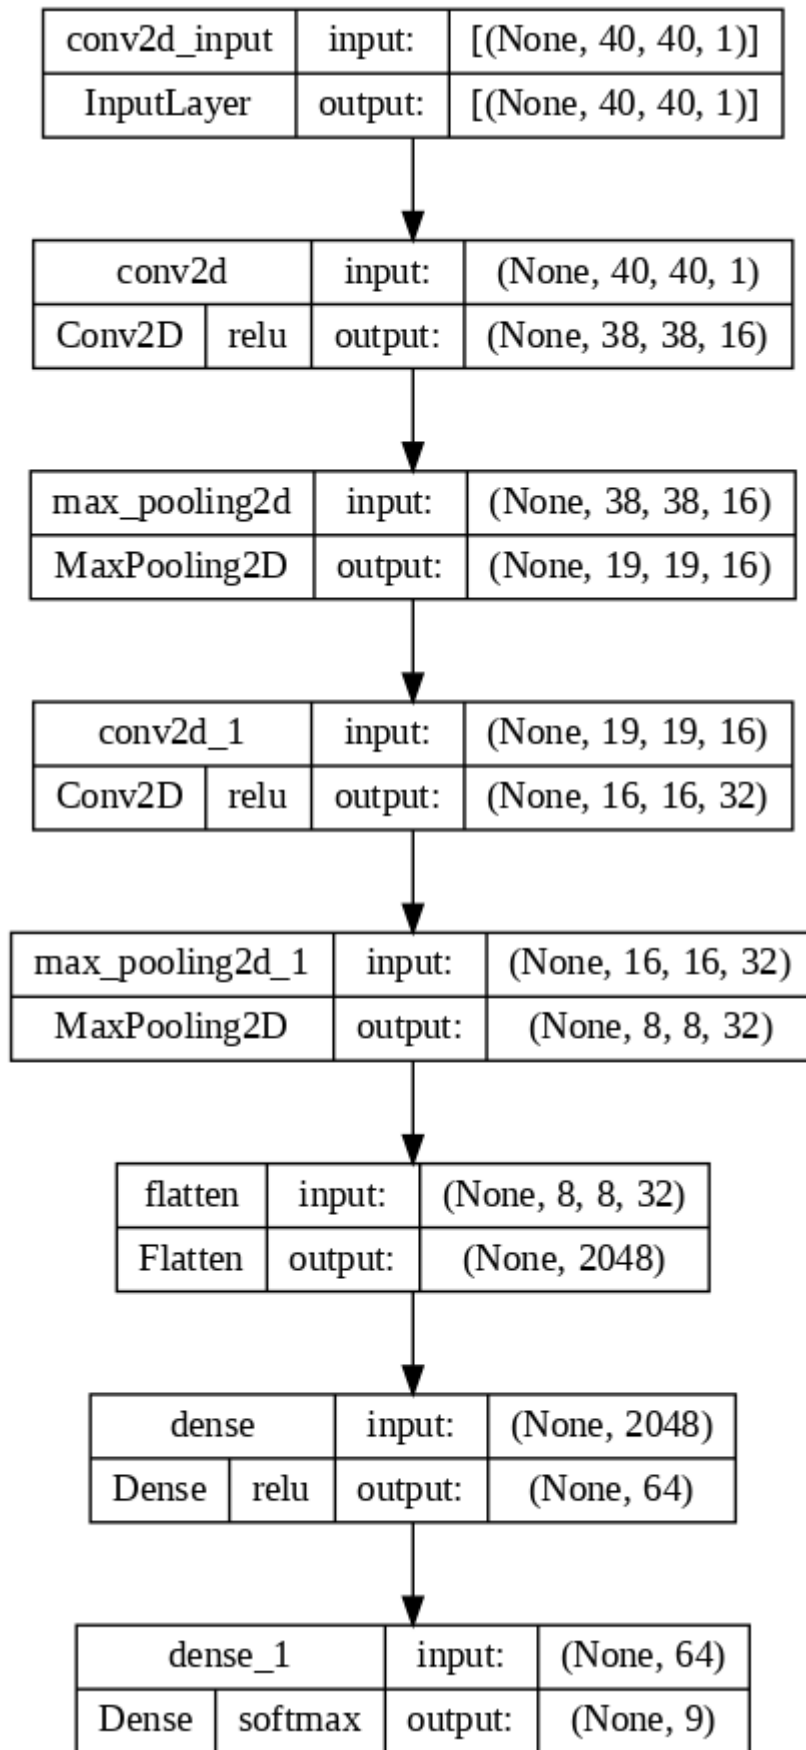 conv2d_input input: [(None, 40, 40, 1)]
InputLayer output: [(None, 40, 40, 1)]
conv2d input: (None, 40, 40, 1)
Conv2D relu output: (None, 38, 38, 16)
max_pooling2d input: (None, 38, 38, 16)
MaxPooling2D output: (None, 19, 19, 16)
conv2d_1 input: (None, 19, 19, 16)
Conv2D relu output: (None, 16, 16, 32)
max_pooling2d_1 input: (None, 16, 16, 32)
MaxPooling2D output: (None, 8, 8, 32)
flatten input: (None, 8, 8, 32)
Flatten output: (None, 2048)
dense input: (None, 2048)
Dense relu output: (None, 64)
dense_1 input: (None, 64)
Dense softmax output: (None, 9)